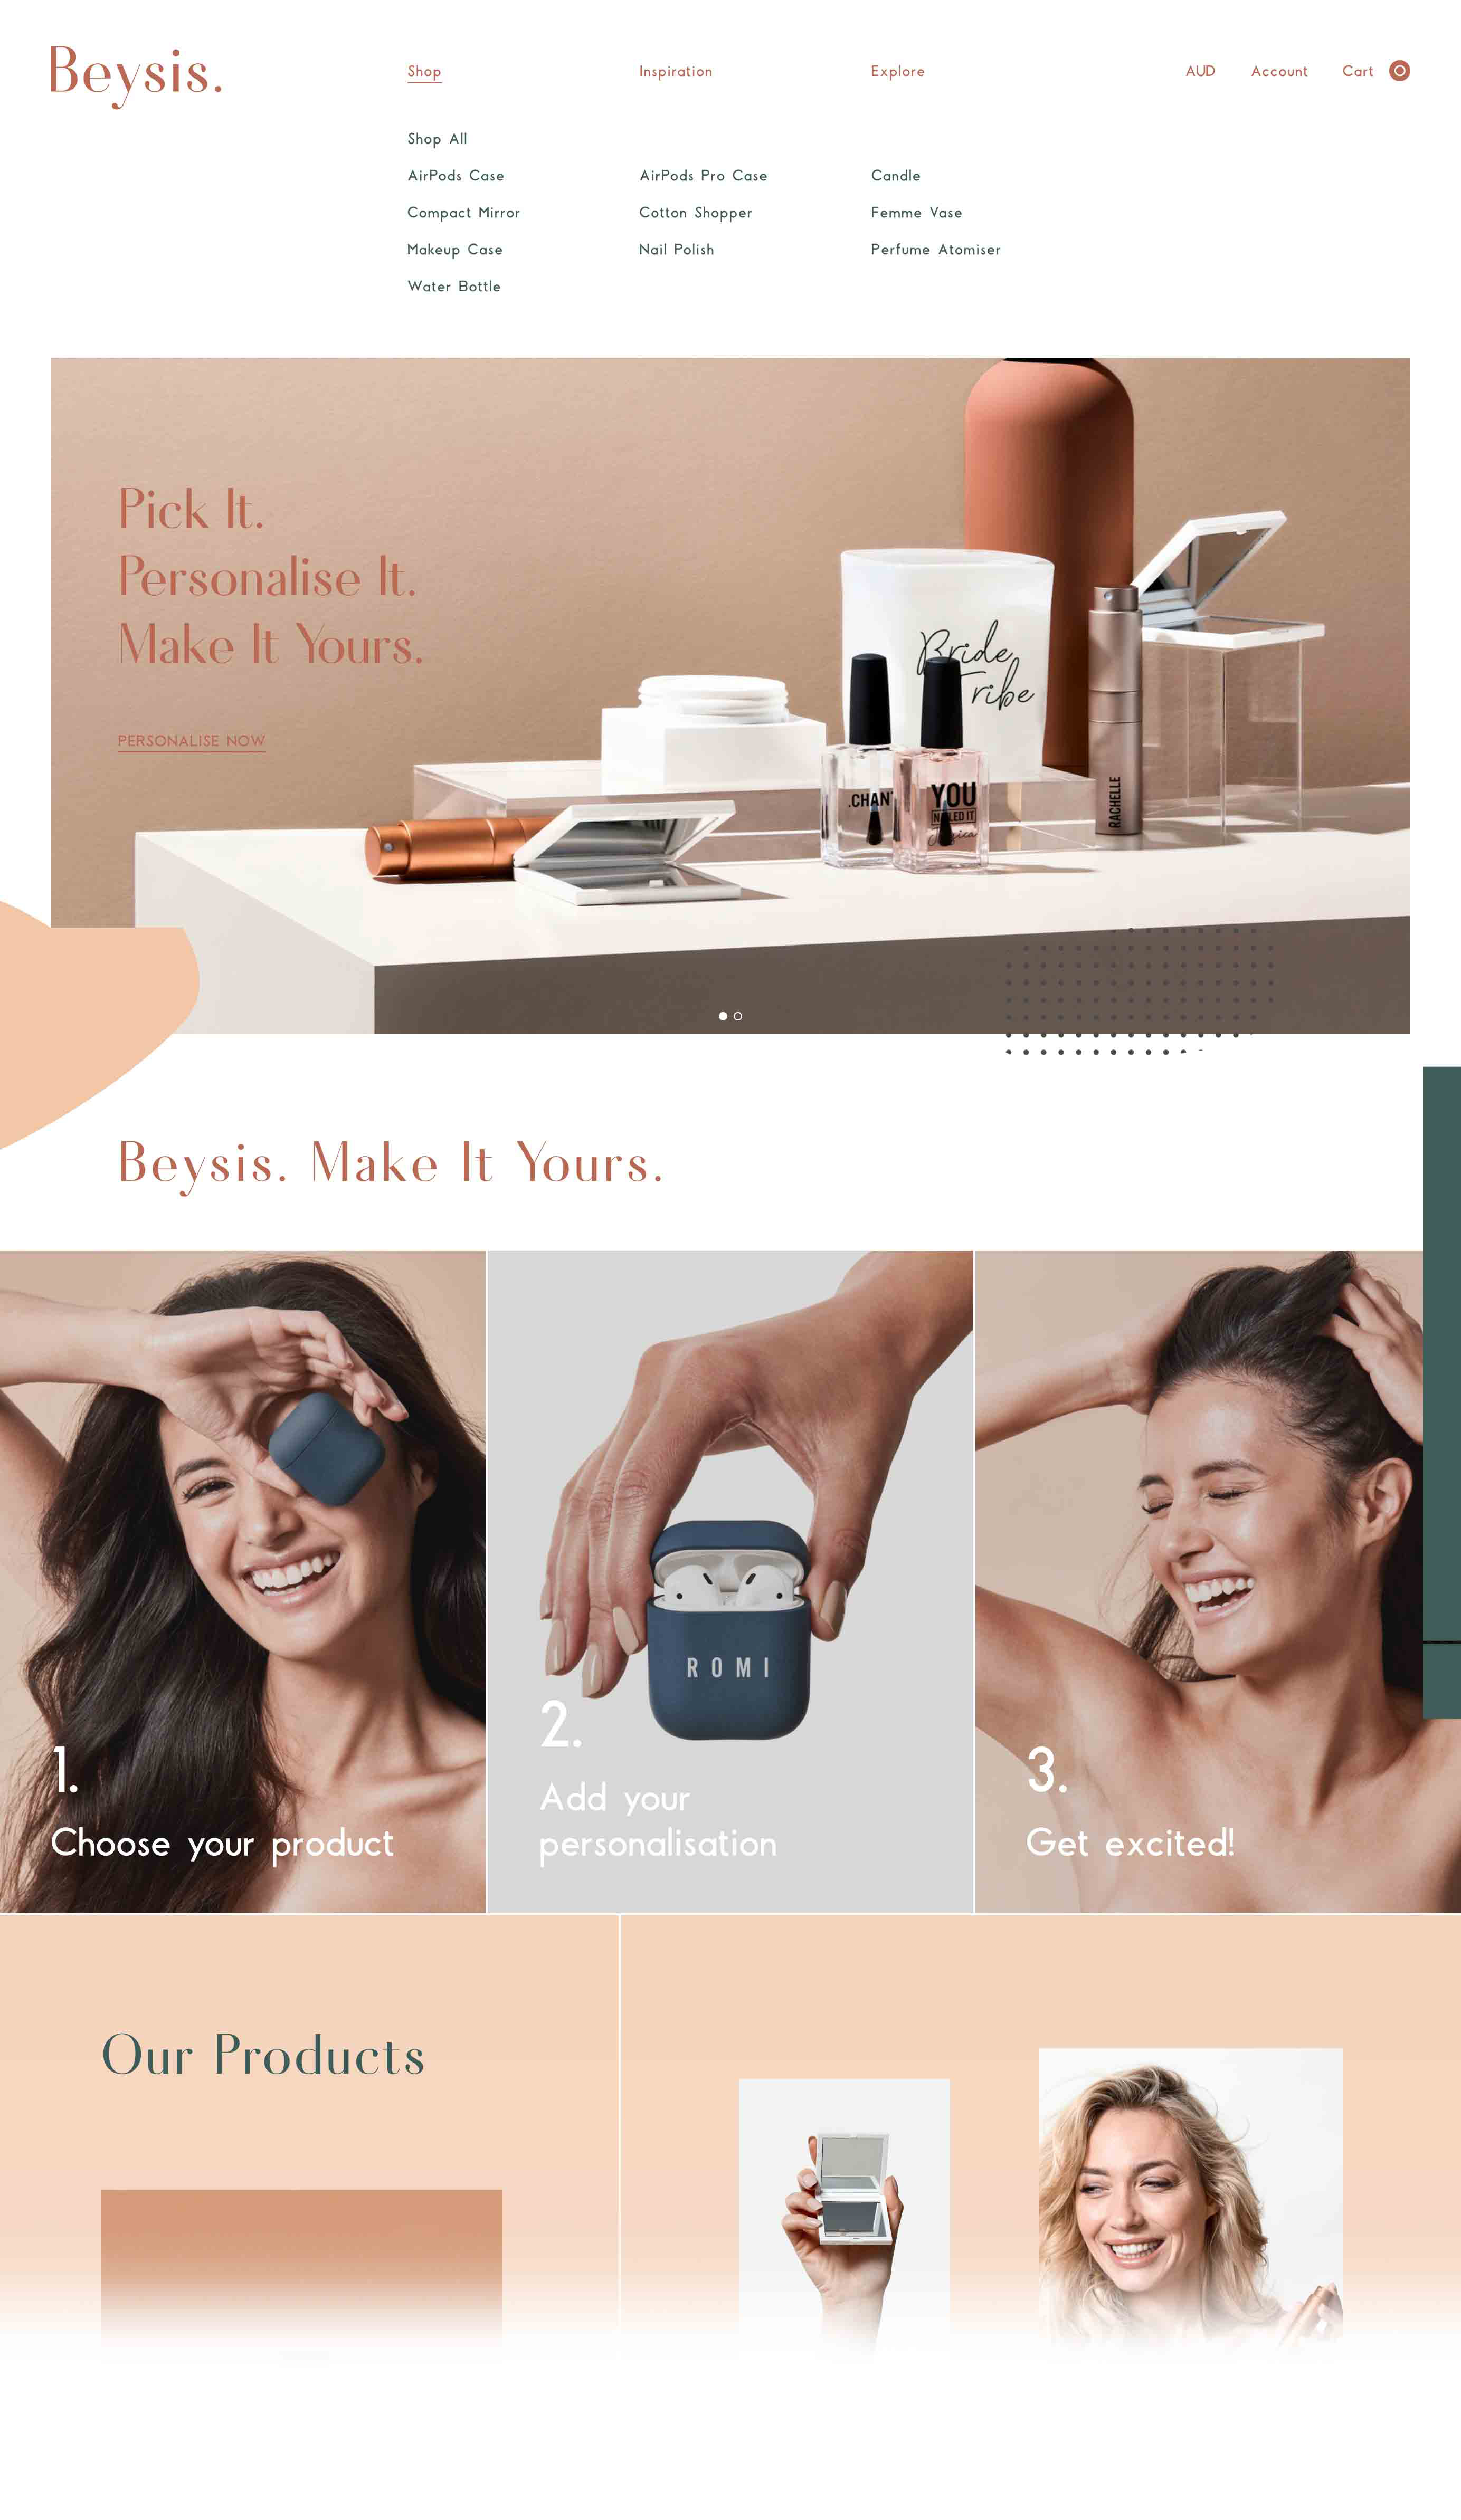 Beysis.
Shop
Inspiration
Explore
AUD
Account
Cart
Shop All
AirPods Case
AirPods Pro Case
Candle
Compact Mirror
Cotton Shopper
Femme Vase
Makeup Case
Nail Polish
Perfume Atomiser
Water Bottle
Pick It.
Personalise It.
Make It Yours.
PERSONALISE NOW
Bride
Tribe
.CHAN
YOU
Jessica
RACHELLE
Beysis. Make It Yours.
ROMI
1.
Choose your product
2.
Add your
personalisation
3.
Get excited!
Our Products